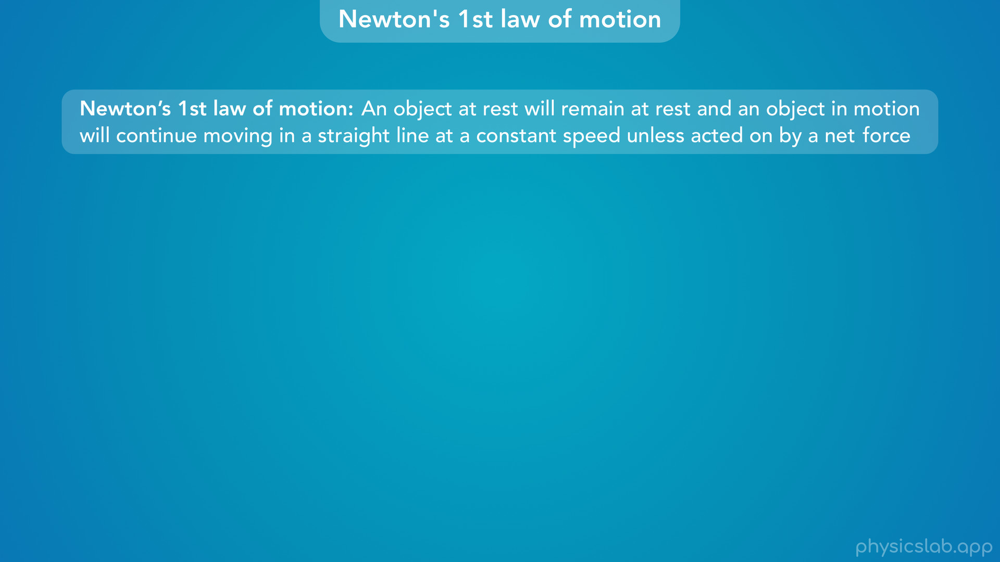 Newton's 1st law of motion
Newton’s 1st law of motion: An object at rest will remain at rest and an object in motion
will continue moving in a straight line at a constant speed unless acted on by a net force
physicslab.app